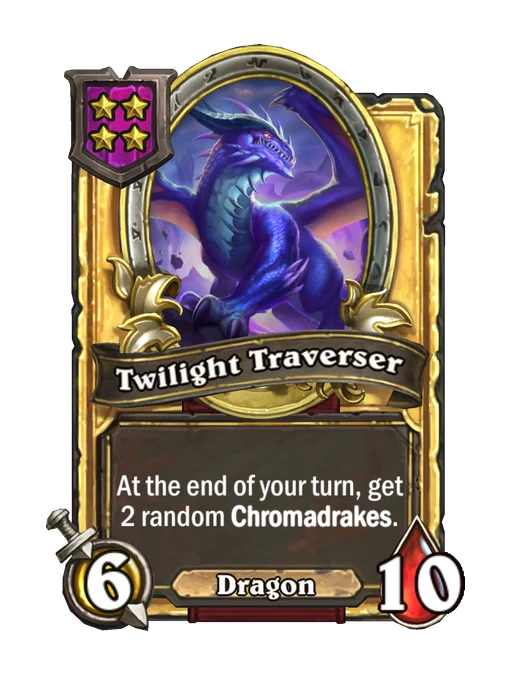 Twilight Traverser
At the end of your turn, get
2 random Chromadrakes.
6
Dragon
10